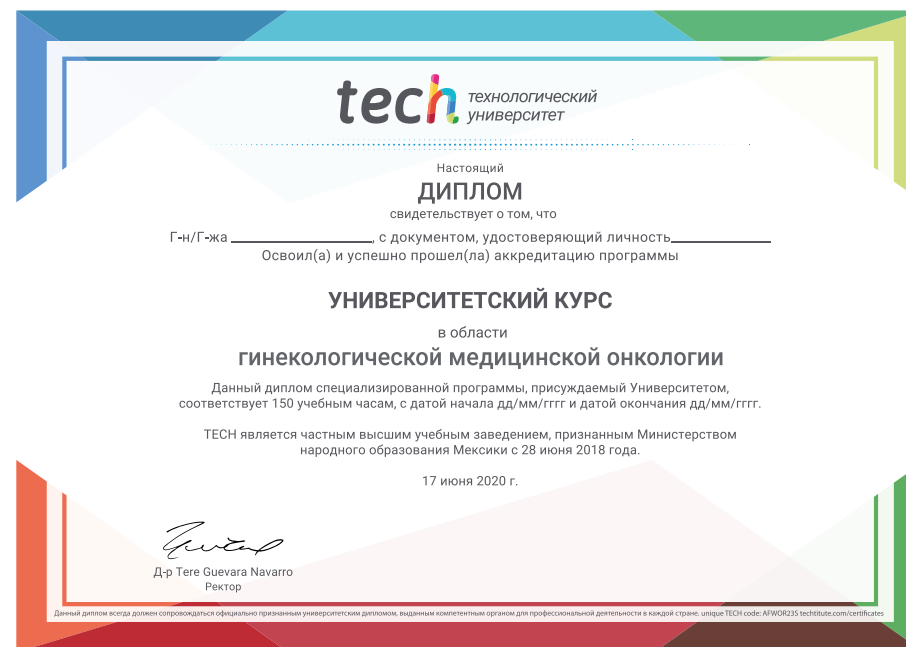 tech технологический
университет
Настоящий
ДИПЛОМ
свидетельствует о том, что
Г-н/Г-жа ____________________, с документом, удостоверяющий личность______________
Освоил(а) и успешно прошел(ла) аккредитацию программы
УНИВЕРСИТЕТСКИЙ КУРС
в области
гинекологической медицинской онкологии
Данный диплом специализированной программы, присуждаемый Университетом,
соответствует 150 учебным часам, с датой начала дд/мм/гггг и датой окончания дд/мм/гггг.
TECH является частным высшим учебным заведением, признанным Министерством
народного образования Мексики с 28 июня 2018 года.
17 июня 2020 г.
Д-р Tere Guevara Navarro
Ректор
Данный диплом всегда должен сопровождаться официально признанным университетским дипломом, выданным компетентным органом для профессиональной деятельности в каждой стране. unique TECH code: AFWOR23S techtitute.com/certificates